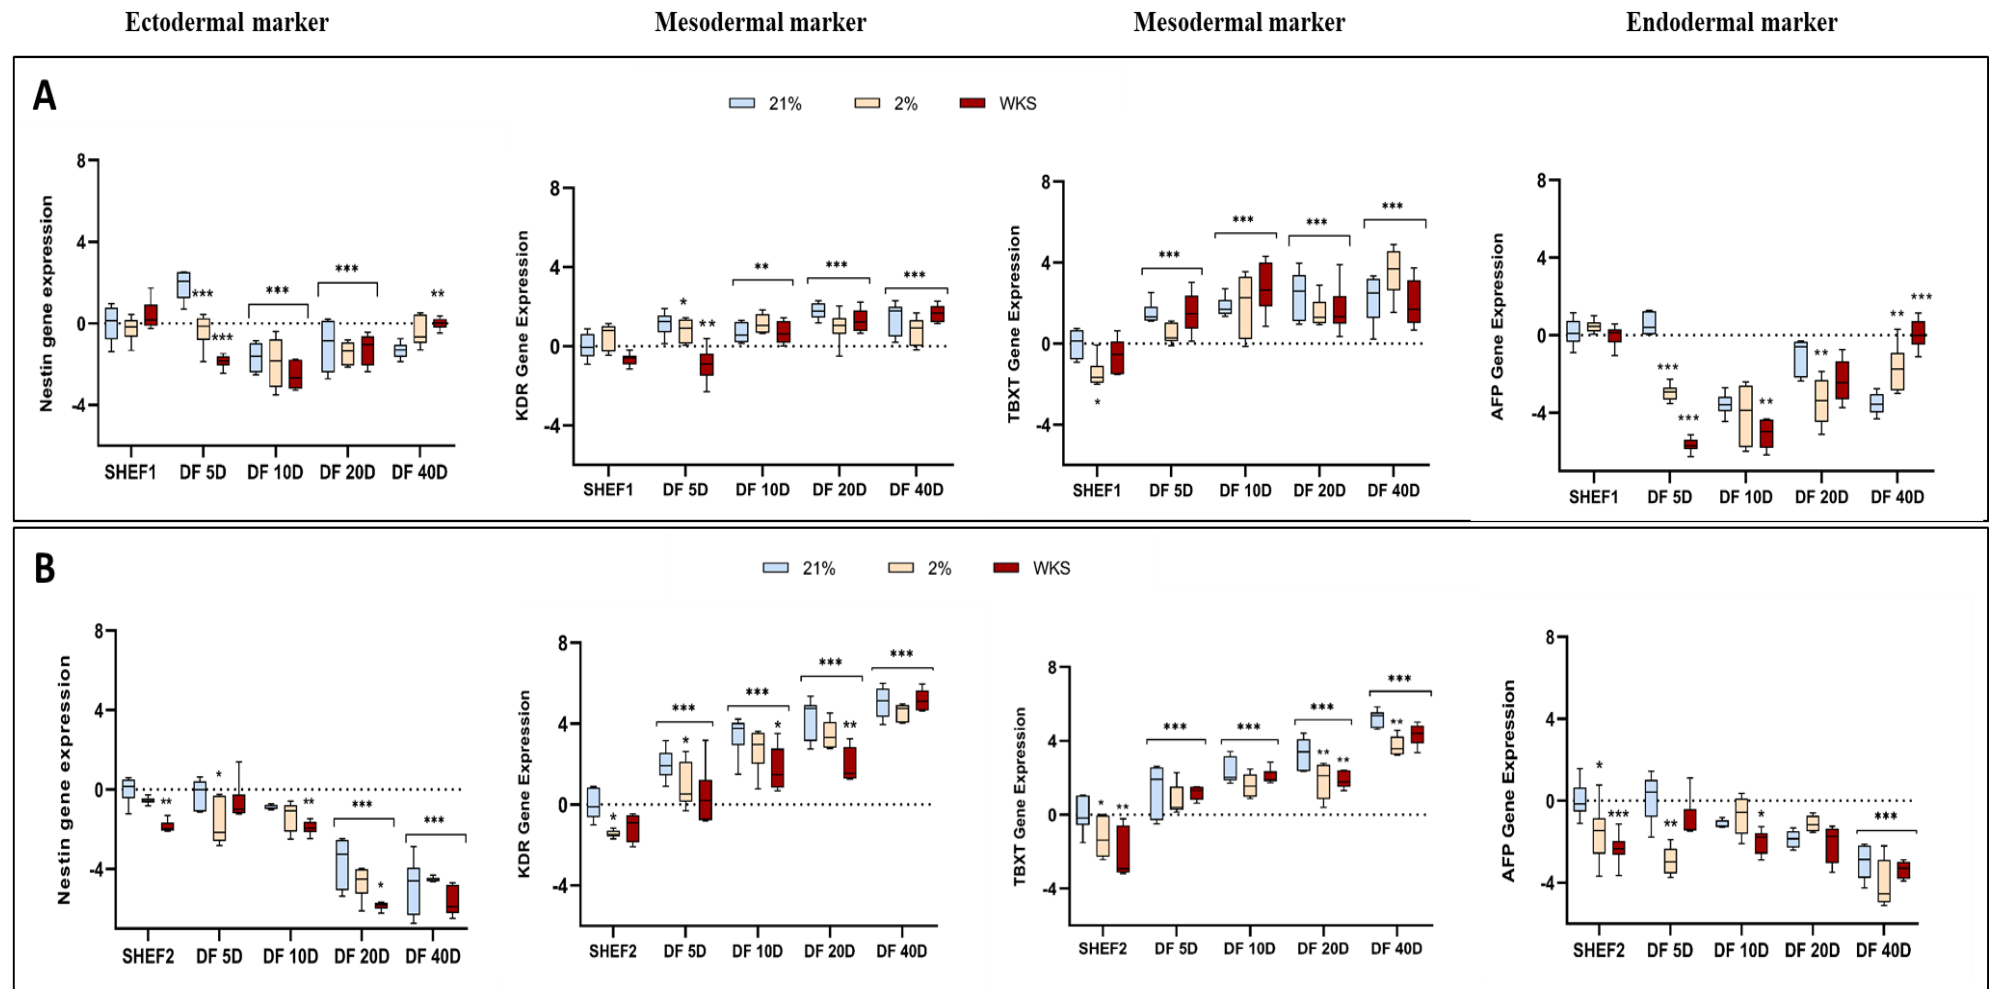 Ectodermal marker Mesodermal marker Mesodermal marker Endodermal marker
A
21% 2% WKS
Nestin gene expression
8
4
0
-4
*** *** *** *** **
SHEF1 DF 5D DF 10D DF 20D DF 40D
KDR Gene Expression
8
4
0
-4
* ** ** *** ***
SHEF1 DF 5D DF 10D DF 20D DF 40D
TBXT Gene Expression
8
4
0
-4
* *** *** *** ***
SHEF1 DF 5D DF 10D DF 20D DF 40D
AFP Gene Expression
8
4
0
-4
*** *** ** ** ** ***
SHEF1 DF 5D DF 10D DF 20D DF 40D
B
21% 2% WKS
Nestin gene expression
8
4
0
-4
** * ** *** * ***
SHEF2 DF 5D DF 10D DF 20D DF 40D
KDR Gene Expression
8
4
0
-4
* *** * *** * *** ** ***
SHEF2 DF 5D DF 10D DF 20D DF 40D
TBXT Gene Expression
8
4
0
-4
* ** *** *** *** ** ** *** **
SHEF2 DF 5D DF 10D DF 20D DF 40D
AFP Gene Expression
8
4
0
-4
* *** ** * ***
SHEF2 DF 5D DF 10D DF 20D DF 40D